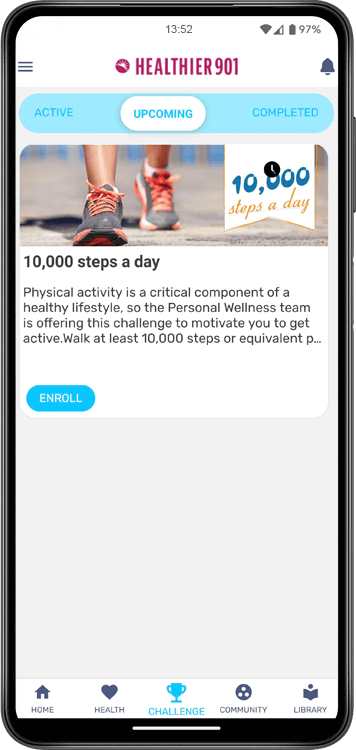 13:52
97%
HEALTHIER901
ACTIVE
UPCOMING
COMPLETED
10,000
steps a day
10,000 steps a day
Physical activity is a critical component of a
healthy lifestyle, so the Personal Wellness team
is offering this challenge to motivate you to get
active.Walk at least 10,000 steps or equivalent p...
ENROLL
HOME
HEALTH
CHALLENGE
COMMUNITY
LIBRARY